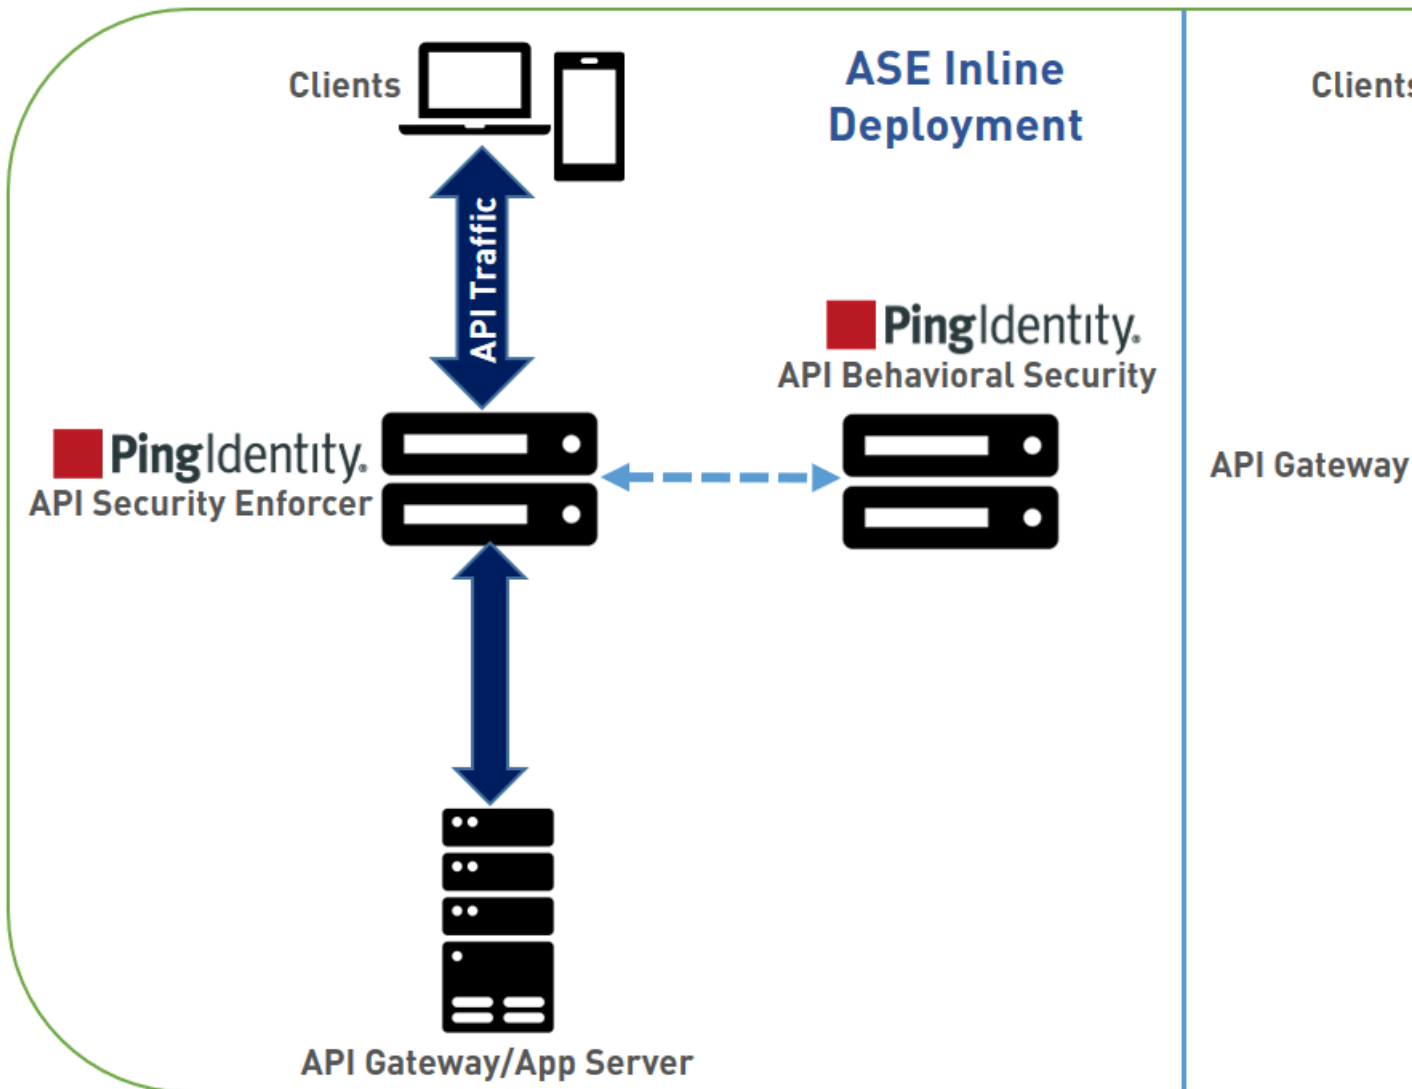 Clients
ASE Inline
Deployment
Clients
API Traffic
PingIdentity®
API Behavioral Security
PingIdentity®
API Security Enforcer
API Gateway
API Gateway/App Server